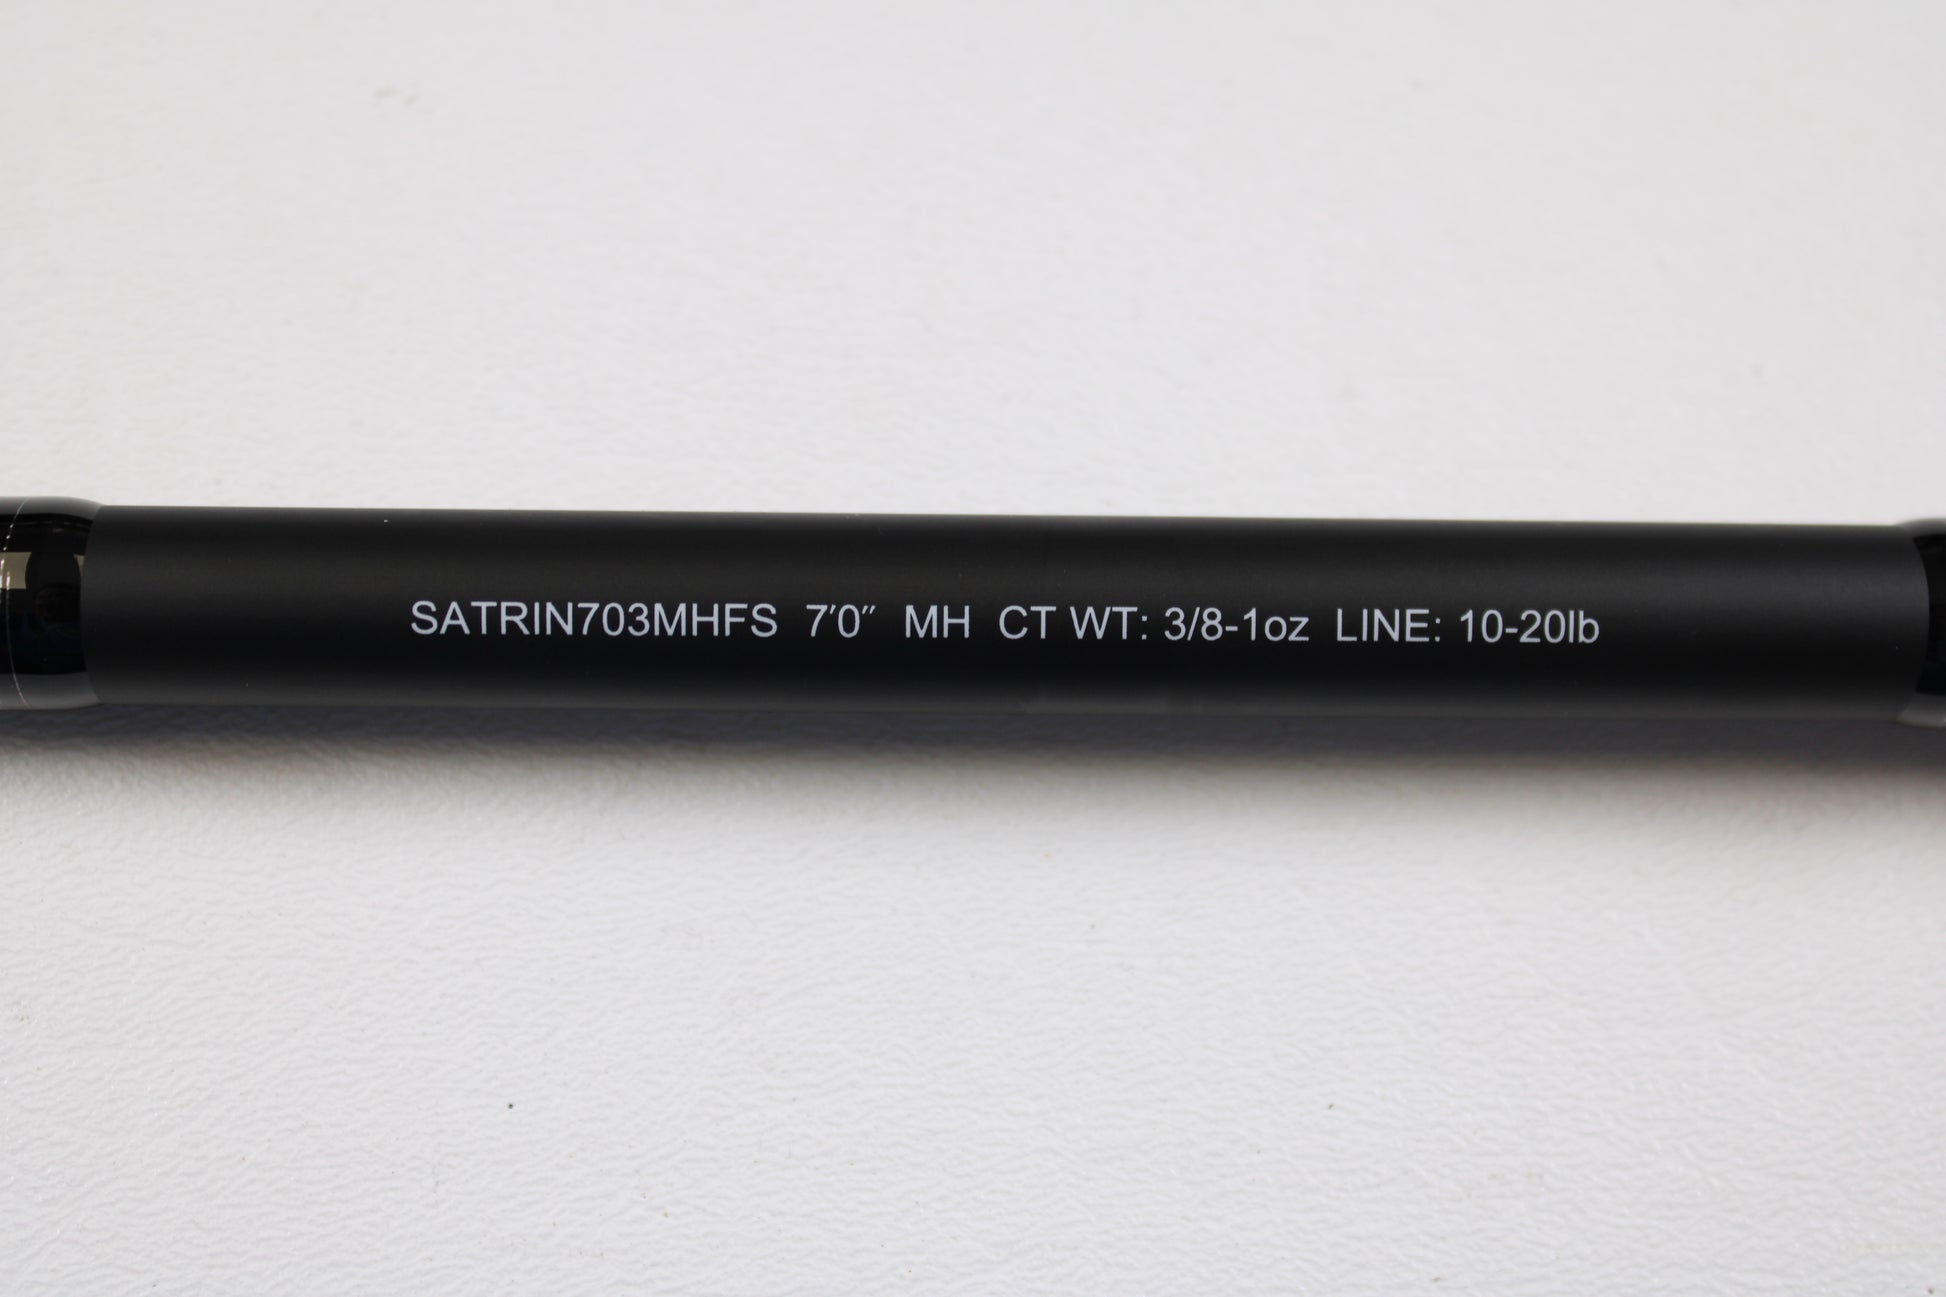 SATRIN703MHFS 7'0" MH CT WT: 3/8-1oz LINE: 10-20lb